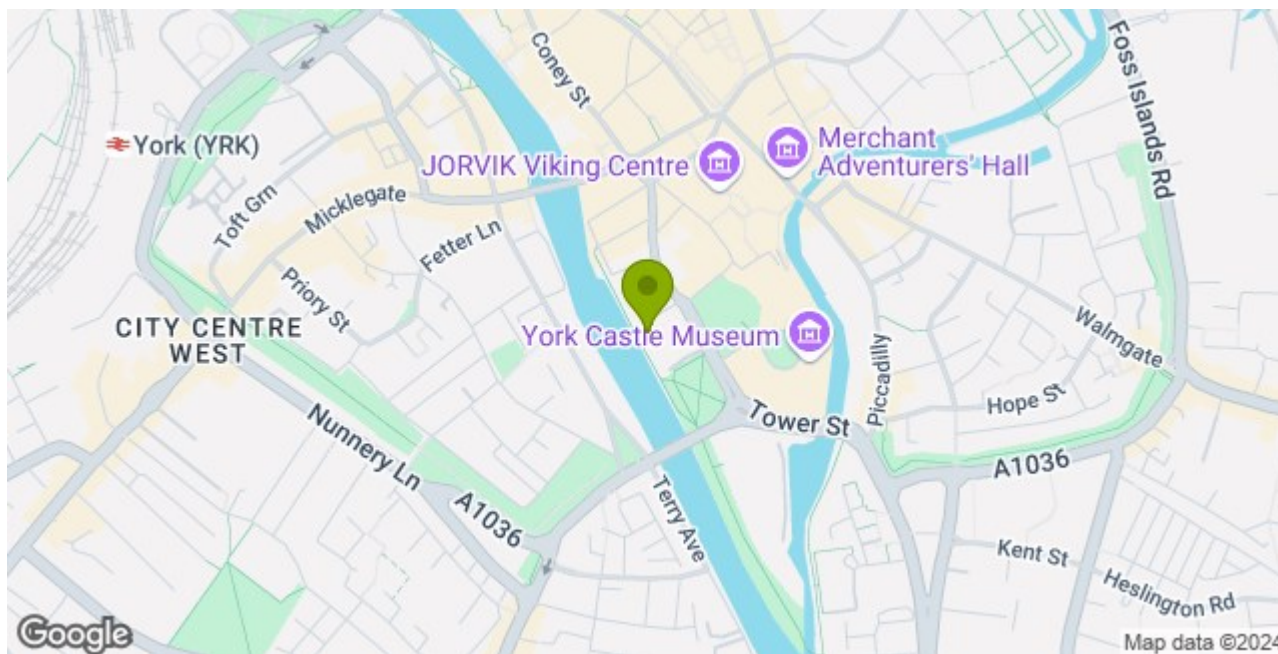 Coney St
Foss Islands Rd
York (YRK)
JORVIK Viking Centre
Merchant
Adventurers' Hall
Toft Grn
Micklegate
Fetter Ln
Priory St
CITY CENTRE
WEST
York Castle Museum
Piccadilly
Walmgate
Hope St
Nunnery Ln
Tower St
A1036
A1036
Terry Ave
Kent St
Heslington Rd
Google
Map data ©2024